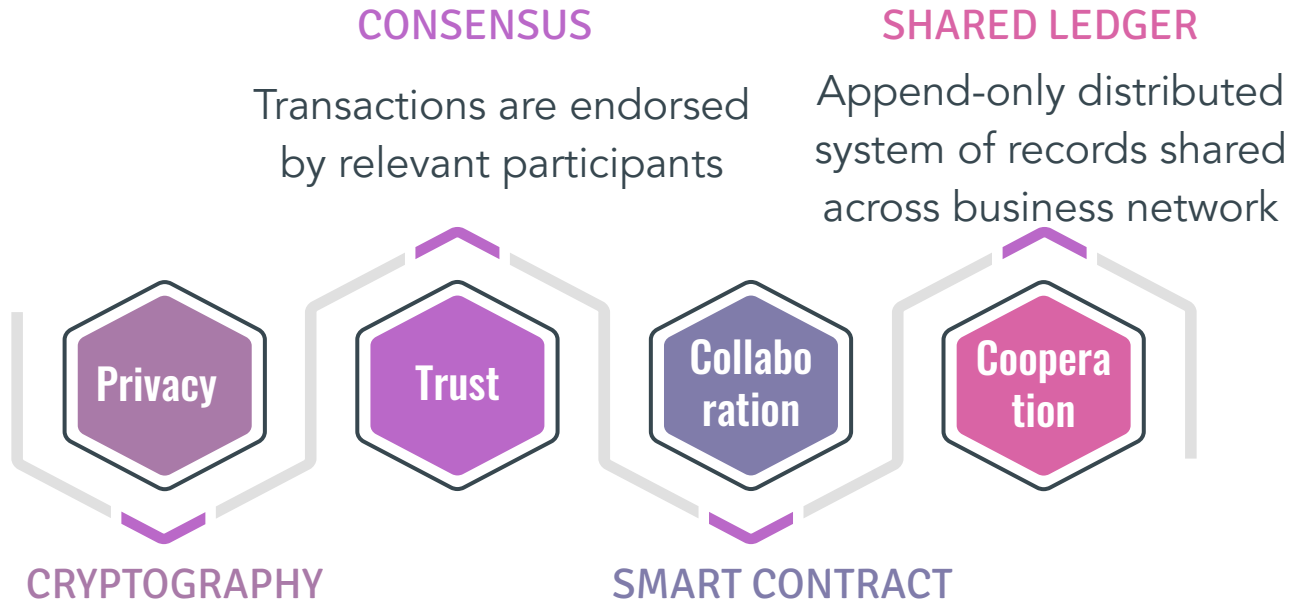 CONSENSUS
Transactions are endorsed
by relevant participants
SHARED LEDGER
Append-only distributed
system of records shared
across business network
Privacy
Trust
Collabo
ration
Coopera
tion
CRYPTOGRAPHY
SMART CONTRACT